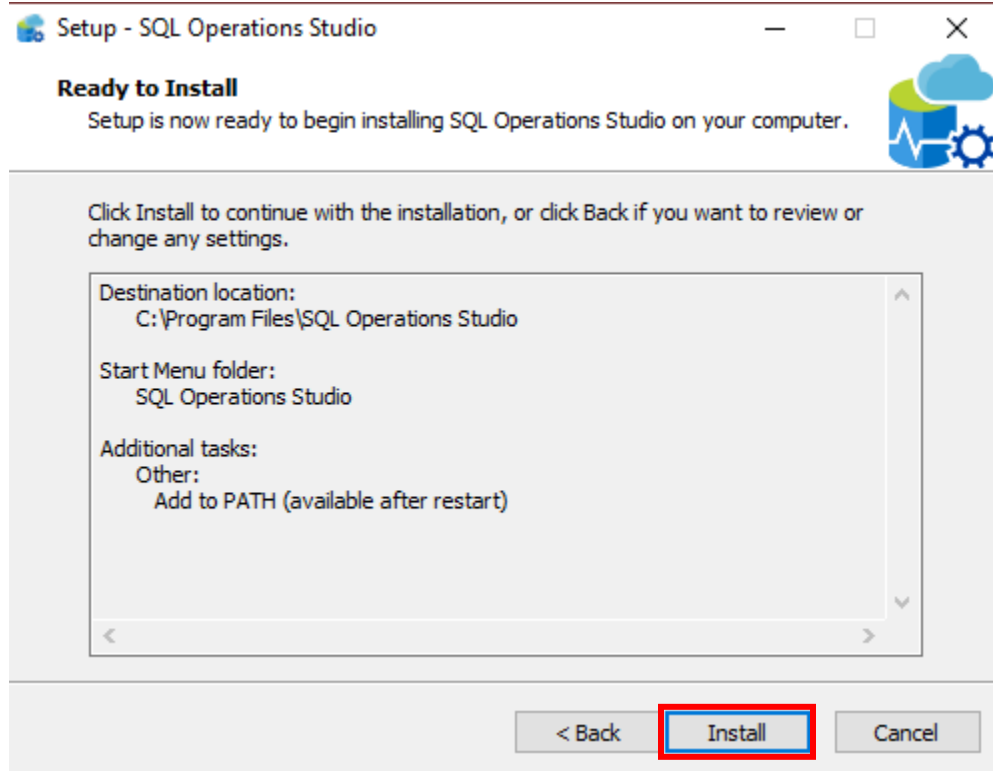 Setup - SQL Operations Studio
Ready to Install
Setup is now ready to begin installing SQL Operations Studio on your computer.
Click Install to continue with the installation, or click Back if you want to review or
change any settings.
Destination location:
C:\Program Files\SQL Operations Studio
Start Menu folder:
SQL Operations Studio
Additional tasks:
Other:
Add to PATH (available after restart)
< Back Install Cancel